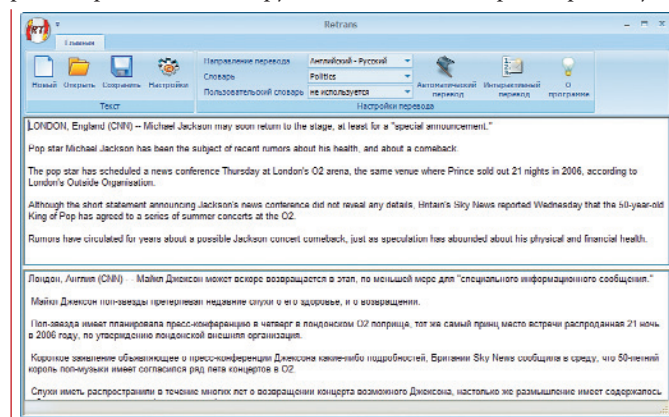 Retrans
Главная
Направление перевода Английский - Русский
Словарь Politics
Пользовательский словарь не используется
Новый Открыть Сохранить Настройки
Автоматический перевод Интерактивный перевод О программе
Текст Настройки перевода
LONDON, England (CNN) -- Michael Jackson may soon return to the stage, at least for a "special announcement."
Pop star Michael Jackson has been the subject of recent rumors about his health, and about a comeback.
The pop star has scheduled a news conference Thursday at London's O2 arena, the same venue where Prince sold out 21 nights in 2006, according to
London's Outside Organisation.
Although the short statement announcing Jackson's news conference did not reveal any details, Britain's Sky News reported Wednesday that the 50-year-old
King of Pop has agreed to a series of summer concerts at the O2.
Rumors have circulated for years about a possible Jackson concert comeback, just as speculation has abounded about his physical and financial health.
Лондон, Англия (CNN) -- Майкл Джексон может вскоре возвращается в этап, по меньшей мере для "специального информационного сообщения."
Майкл Джексон поп-звезды претерпевал недавние слухи о его здоровье, и о возвращении.
Поп-звезда имеет планировала пресс-конференцию в четверг в лондонском O2 поприще, тот же самый принц место встречи распроданная 21 ночь
в 2006 году, по утверждению лондонской внешняя организация.
Короткое заявление объявляющее о пресс-конференции Джексона какие-нибудь подробностей, Британии Sky News сообщила в среду, что 50-летний
король поп-музыки имеет согласился ряд лета концертов в O2.
Слухи иметь распространили в течение многих лет о возвращении концерта возможного Джексона, настолько же размышление имеет содержалось